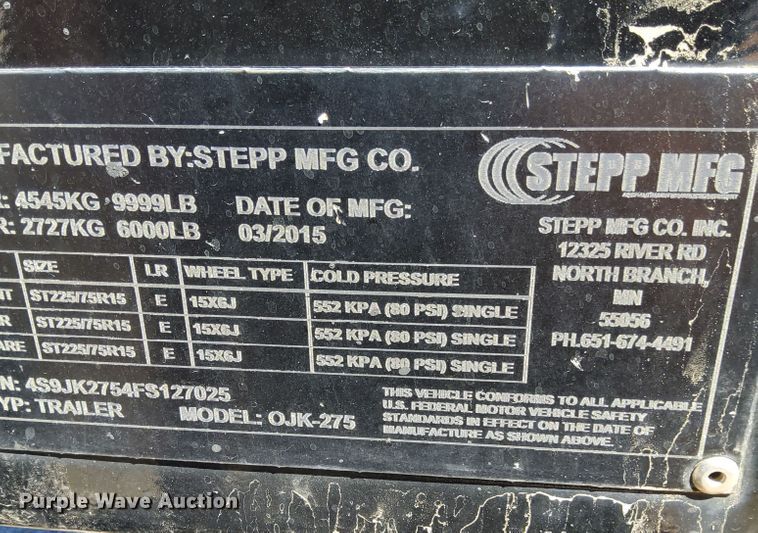 FACTURED BY:STEPP MFG CO.
STEPP MFG
R: 4545KG 9999LB DATE OF MFG:
R: 2727KG 6000LB 03/2015
STEPP MFG CO. INC.
12325 RIVER RD
NORTH BRANCH,
MN
55056
PH.651-674-4491
SIZE LR WHEEL TYPE COLD PRESSURE
NT ST225/75R15 E 15X6J 552 KPA (80 PSI) SINGLE
R ST225/75R15 E 15X6J 552 KPA (80 PSI) SINGLE
ARE ST225/75R15 E 15X6J 552 KPA (80 PSI) SINGLE
N: 4S9JK2754FS127025
YP: TRAILER MODEL: OJK-275
THIS VEHICLE CONFORMS TO ALL APPLICABLE
U.S. FEDERAL MOTOR VEHICLE SAFETY
STANDARDS IN EFFECT ON THE DATE OF
MANUFACTURE AS SHOWN ABOVE.
Purple Wave Auction